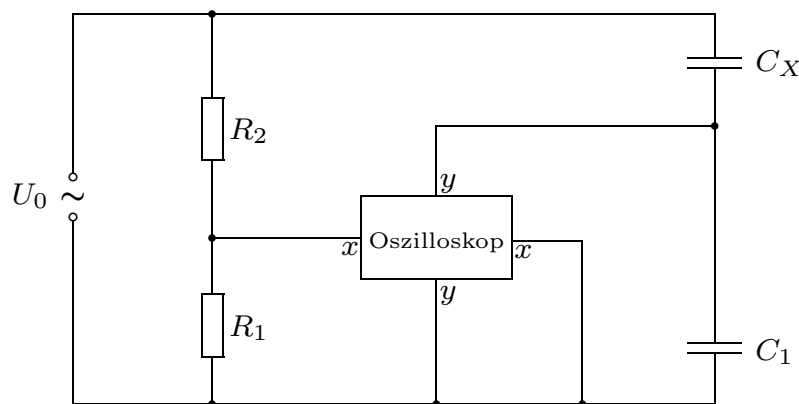 C_X
R_2
y
U_0 ~
x Oszilloskop x
y
R_1
C_1